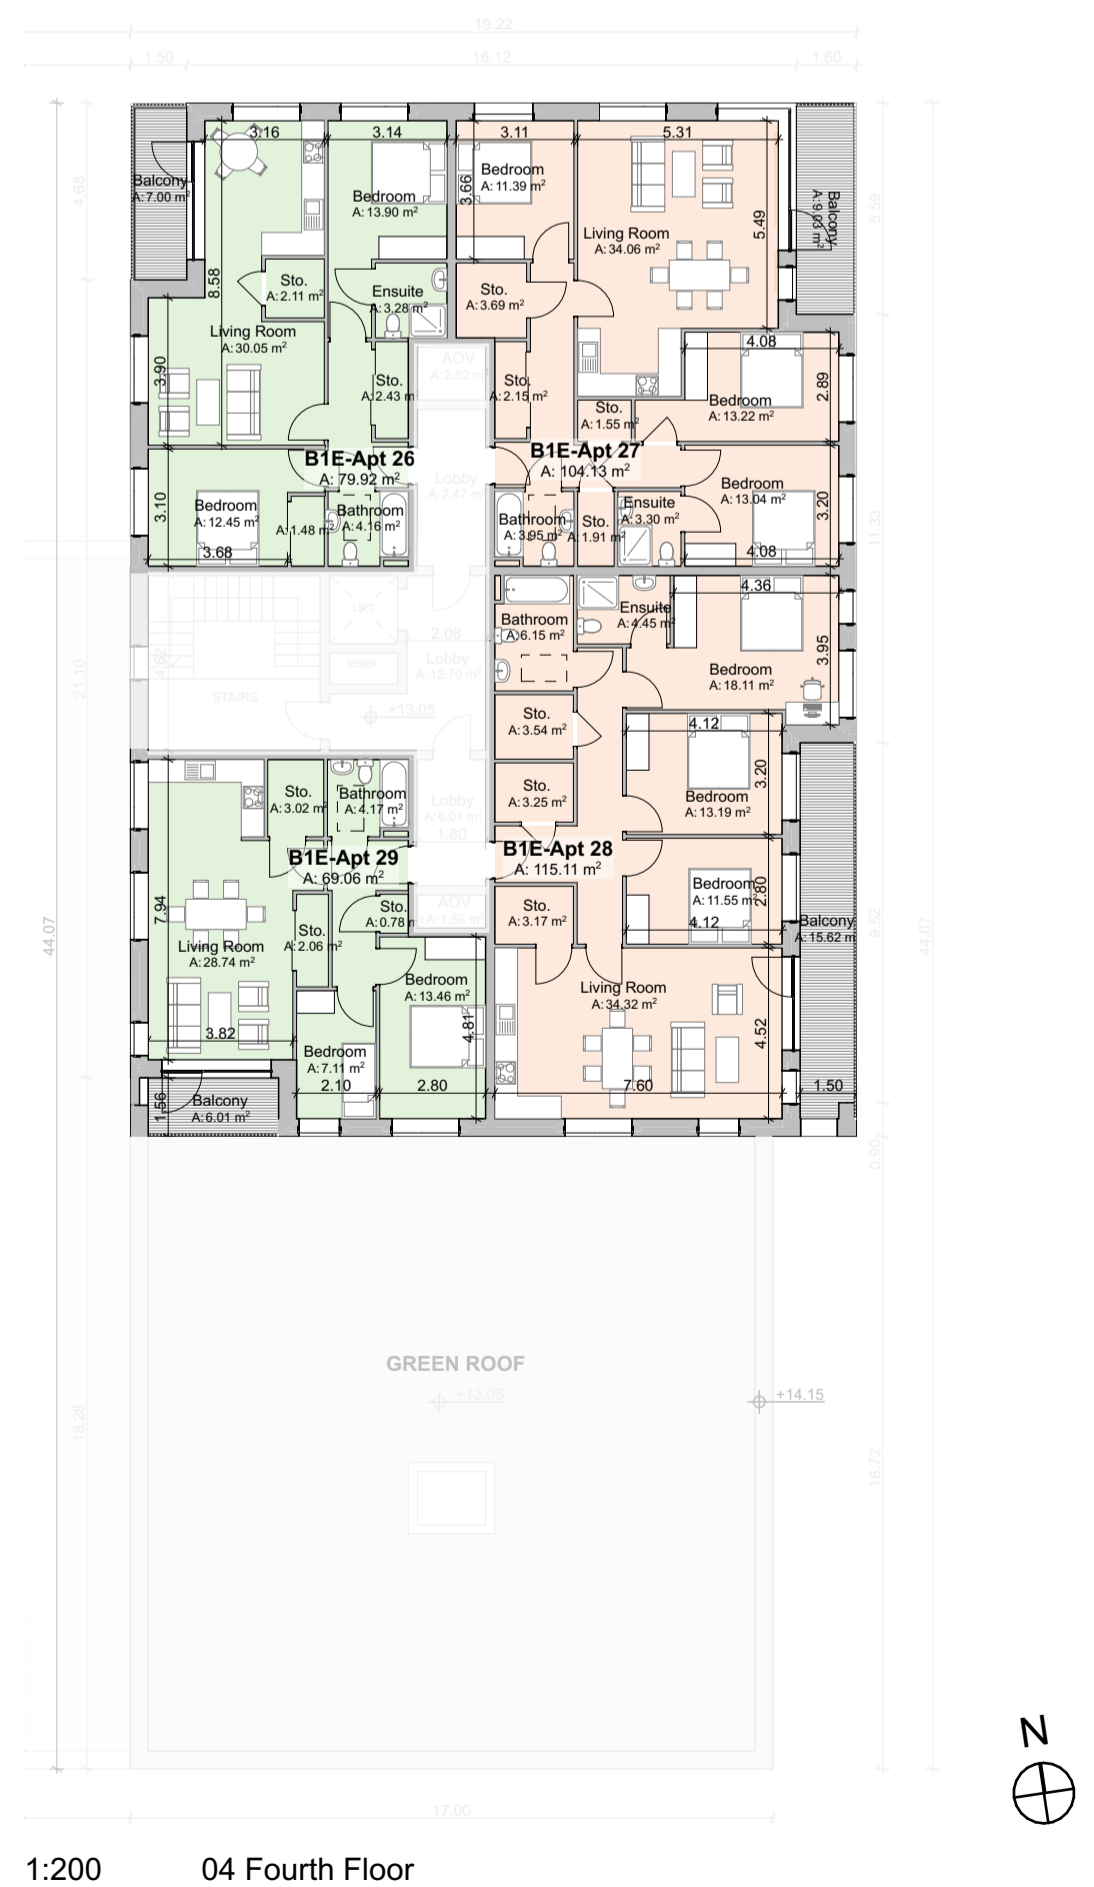 19.22
1.50
16.12
1.60
3.16
3.14
3.11
5.31
Balcony
A: 7.00 m²
4.68
Bedroom
A: 13.90 m²
Bedroom
A: 11.39 m²
3.66
Living Room
A: 34.06 m²
5.49
Balcony
A: 9.03 m²
5.59
8.58
Sto.
A: 2.11 m²
Ensuite
A: 3.28 m²
Sto.
A: 3.69 m²
Living Room
A: 30.05 m²
3.90
AOV
A: 2.52 m²
Sto.
A: 2.43 m²
Sto.
A: 2.15 m²
4.08
2.89
Bedroom
A: 13.22 m²
Sto.
A: 1.55 m²
B1E-Apt 26
A: 79.92 m²
Lobby
A: 7.47 m²
B1E-Apt 27
A: 104.13 m²
3.10
Bedroom
A: 12.45 m²
3.68
A: 1.48 m²
Bathroom
A: 4.16 m²
Bathroom
A: 3.95 m²
Sto.
A: 1.91 m²
Ensuite
A: 3.30 m²
Bedroom
A: 13.04 m²
3.20
4.08
11.33
4.36
Ensuite
A: 4.45 m²
Bathroom
A: 6.15 m²
3.95
Bedroom
A: 18.11 m²
LIFT
2.08
Lobby
A: 12.70 m²
RISER
4.62
21.10
STAIRS
+13.05
Sto.
A: 3.54 m²
4.12
3.20
Bedroom
A: 13.19 m²
Sto.
A: 3.02 m²
Bathroom
A: 4.17 m²
Lobby
A: 6.01 m²
1.80
Sto.
A: 3.25 m²
B1E-Apt 29
A: 69.06 m²
B1E-Apt 28
A: 115.11 m²
7.94
Sto.
A: 0.78 m
AOV
A: 1.55 m²
Sto.
A: 3.17 m²
Bedroom
A: 11.55 m²
2.80
4.12
Balcony
A: 15.62 m
9.52
44.07
44.07
Living Room
A: 28.74 m²
Sto.
A: 2.06 m²
Bedroom
A: 13.46 m²
4.81
Living Room
A: 34.32 m²
3.82
4.52
Bedroom
A: 7.11 m²
2.10
2.80
7.60
1.50
1.56
Balcony
A: 6.01 m²
0.90
GREEN ROOF
+13.05
+14.15
18.28
16.72
N
17.00
1:200 04 Fourth Floor